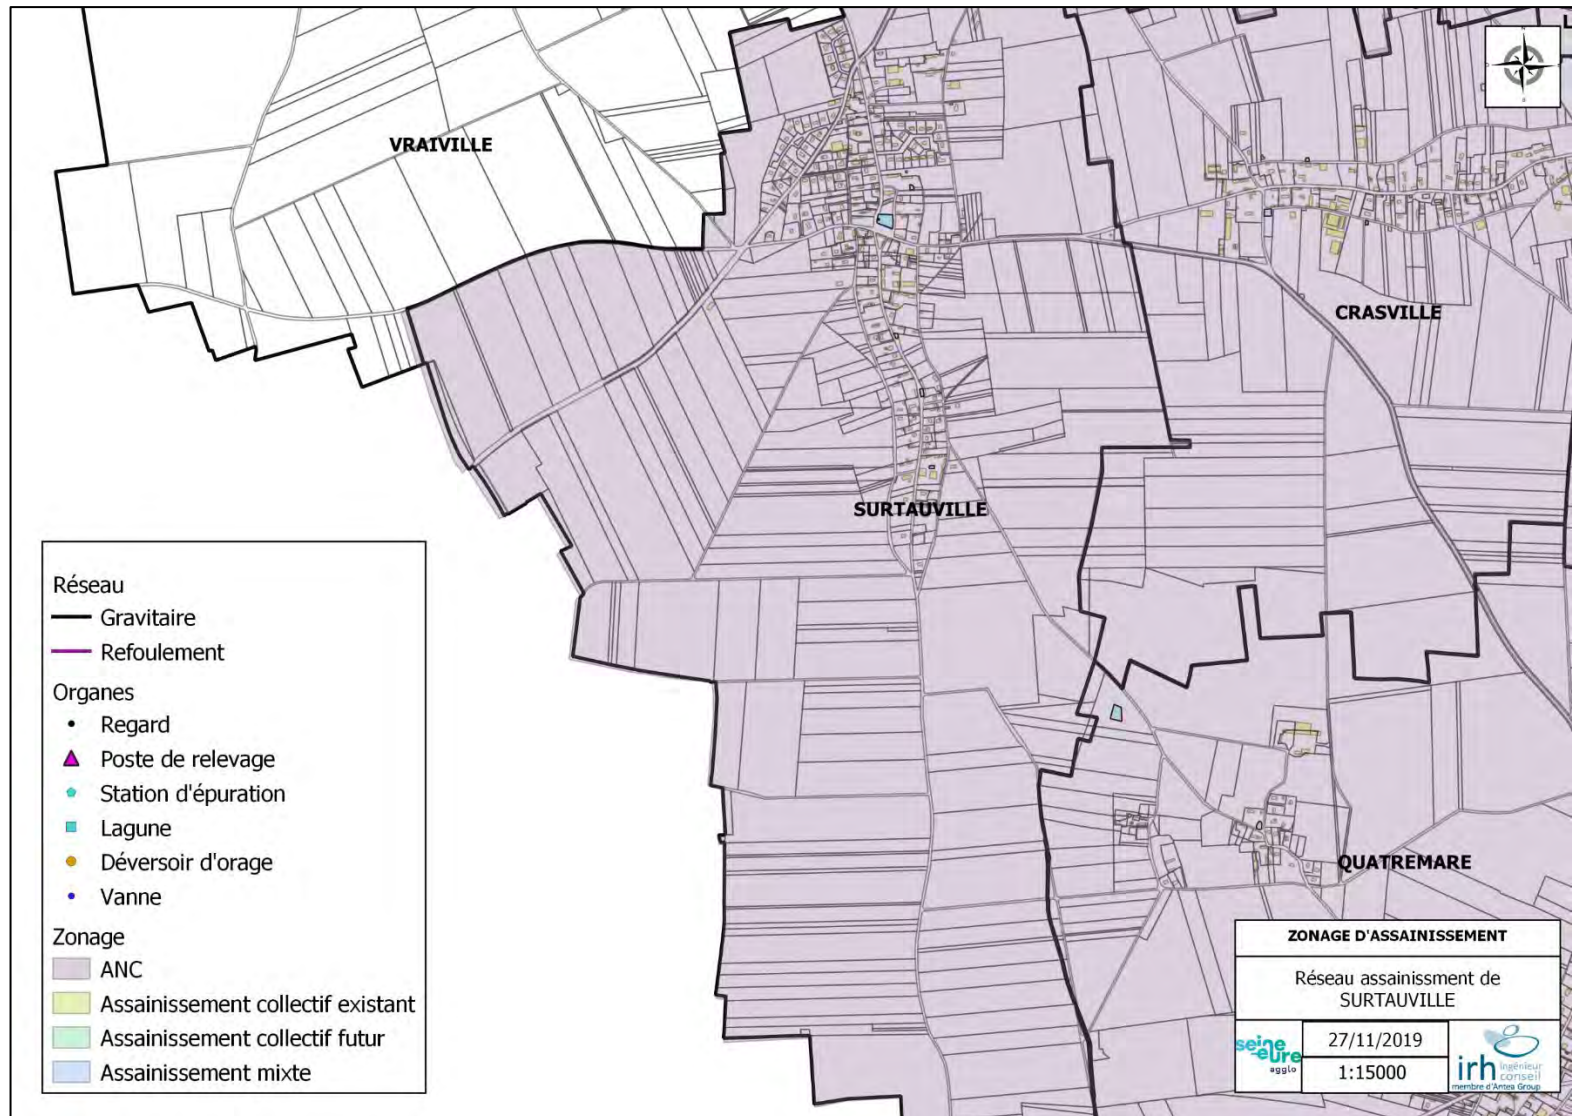 VRAIVILLE
CRASVILLE
SURTAUVILLE
QUATREMARE
Réseau
Gravitaire
Refoulement
Organes
Regard
Poste de relevage
Station d'épuration
Lagune
Déversoir d'orage
Vanne
Zonage
ANC
Assainissement collectif existant
Assainissement collectif futur
Assainissement mixte
ZONAGE D'ASSAINISSEMENT
Réseau assainissment de
SURTAUVILLE
seine
-eure
agglo
27/11/2019
1:15000
irh ingénieur
conseil
membre d'Antea Group